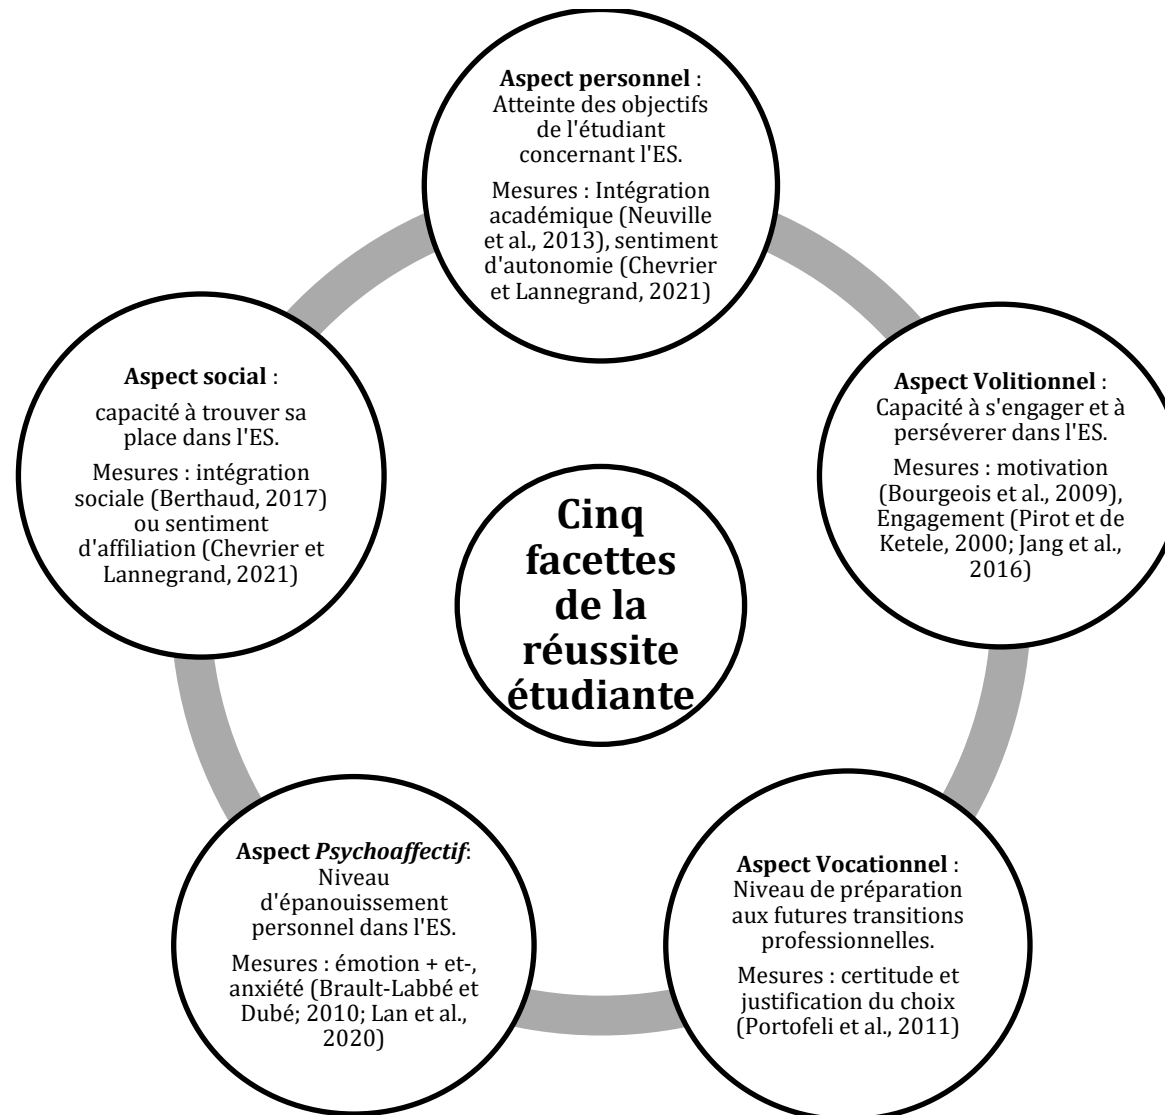 Aspect personnel :
Atteinte des objectifs
de l'étudiant
concernant l'ES.
Mesures : Intégration
académique (Neuville
et al., 2013), sentiment
d'autonomie (Chevrier
et Lannegrand, 2021)
Aspect Volitionnel :
Capacité à s'engager et à
perséverer dans l'ES.
Mesures : motivation
(Bourgeois et al., 2009),
Engagement (Pirot et de
Ketele, 2000; Jang et al.,
2016)
Aspect Vocationnel :
Niveau de préparation
aux futures transitions
professionnelles.
Mesures : certitude et
justification du choix
(Portofeli et al., 2011)
Aspect Psychoaffectif:
Niveau
d'épanouissement
personnel dans l'ES.
Mesures : émotion + et-,
anxiété (Brault-Labbé et
Dubé; 2010; Lan et al.,
2020)
Aspect social :
capacité à trouver sa
place dans l'ES.
Mesures : intégration
sociale (Berthaud, 2017)
ou sentiment
d'affiliation (Chevrier et
Lannegrand, 2021)
Cinq
facettes
de la
réussite
étudiante